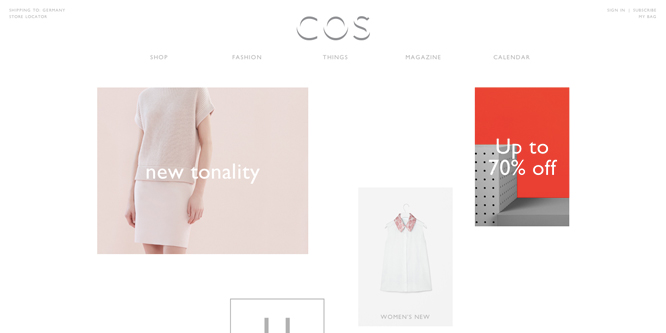 SHIPPING TO: GERMANY
STORE LOCATOR
SIGN IN | SUBSCRIBE
MY BAG
COS
SHOP
FASHION
THINGS
MAGAZINE
CALENDAR
new tonality
Up to
70% off
WOMEN'S NEW